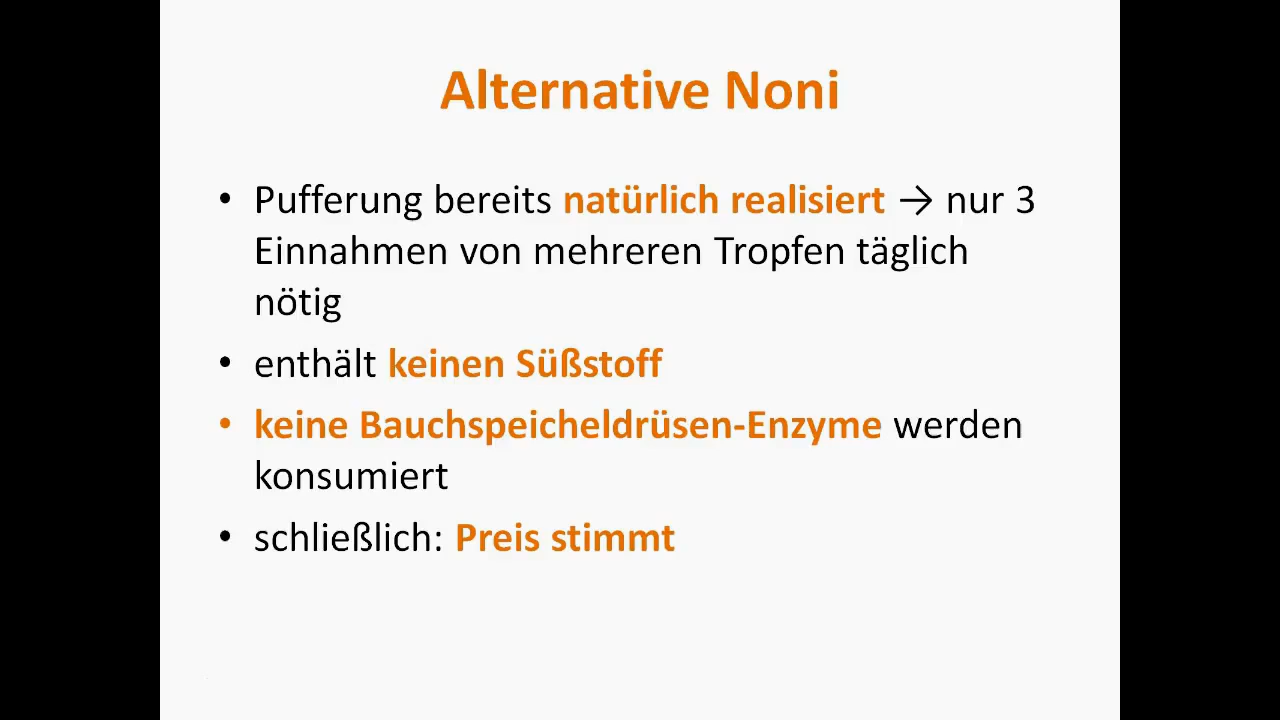 Alternative Noni
• Pufferung bereits natürlich realisiert → nur 3
Einnahmen von mehreren Tropfen täglich
nötig
• enthält keinen Süßstoff
• keine Bauchspeicheldrüsen-Enzyme werden
konsumiert
• schließlich: Preis stimmt